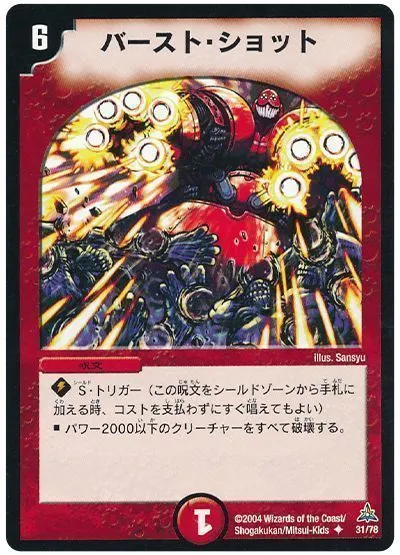 6
バースト・ショット
illus. Sansyu
呪文
S・トリガー(この呪文をシールドゾーンから手札に
加える時、コストを支払わずにすぐ唱えてもよい)
■ パワー2000以下のクリーチャーをすべて破壊する。
1
©2004 Wizards of the Coast/
Shogakukan/Mitsui-Kids
31/78